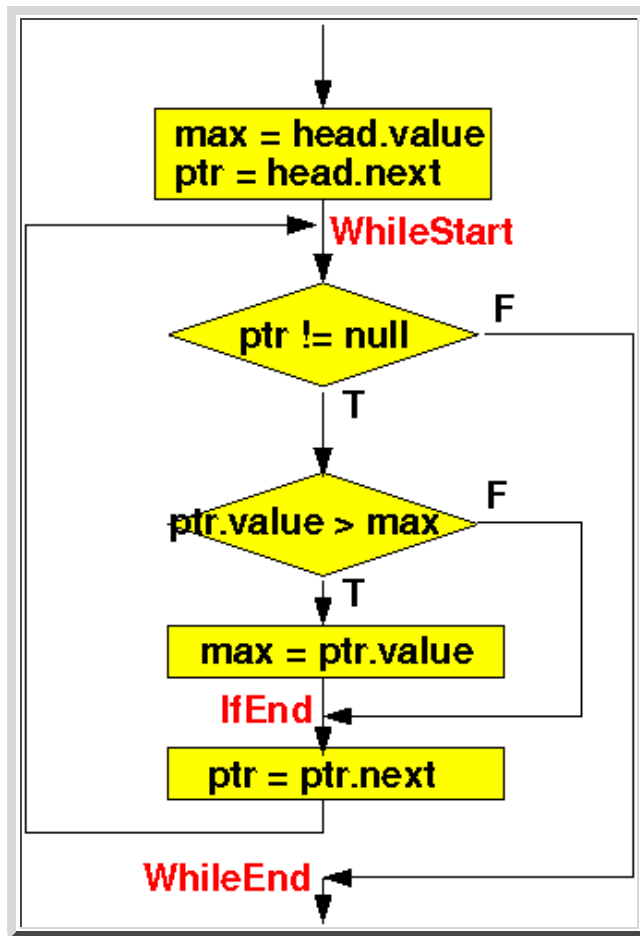 max = head.value
ptr = head.next
WhileStart
ptr != null
F
T
ptr.value > max
F
T
max = ptr.value
IfEnd
ptr = ptr.next
WhileEnd